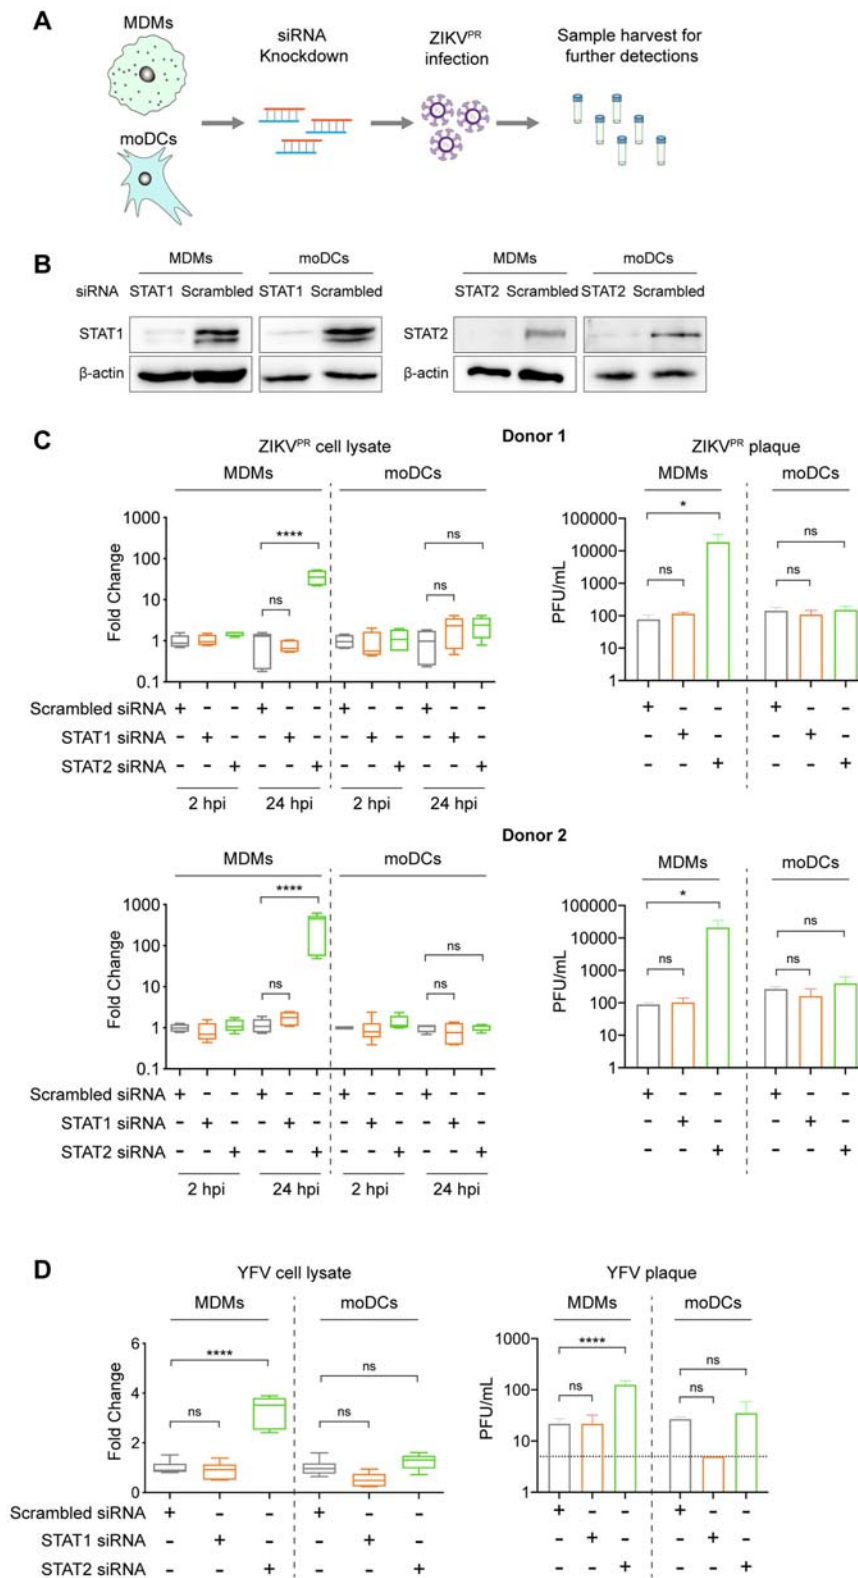 A
MDMs
moDCs
siRNA
Knockdown
ZIKVPR
infection
Sample harvest for
further detections
B
MDMs moDCs MDMs moDCs
siRNA STAT1 Scrambled STAT1 Scrambled STAT2 Scrambled STAT2 Scrambled
STAT1 STAT2
β-actin β-actin
C
Donor 1
ZIKVPR cell lysate
MDMs moDCs
Fold Change
1000
100
10
1
0.1
**** ns
ns ns
Scrambled siRNA + - - + - - + - - + - -
STAT1 siRNA - + - - + - - + - - + -
STAT2 siRNA - - + - - + - - + - - +
2 hpi 24 hpi 2 hpi 24 hpi
ZIKVPR plaque
MDMs moDCs
PFU/mL
100000
10000
1000
100
10
1
* ns
ns ns
+ - - + - -
- + - - + -
- - + - - +
Donor 2
MDMs moDCs
Fold Change
1000
100
10
1
0.1
**** ns
ns ns
Scrambled siRNA + - - + - - + - - + - -
STAT1 siRNA - + - - + - - + - - + -
STAT2 siRNA - - + - - + - - + - - +
2 hpi 24 hpi 2 hpi 24 hpi
MDMs moDCs
PFU/mL
100000
10000
1000
100
10
1
* ns
ns ns
+ - - + - -
- + - - + -
- - + - - +
D
YFV cell lysate
MDMs moDCs
Fold Change
6
4
2
0
**** ns
ns ns
Scrambled siRNA + - - + - -
STAT1 siRNA - + - - + -
STAT2 siRNA - - + - - +
YFV plaque
MDMs moDCs
PFU/mL
1000
100
10
1
**** ns
ns ns
+ - - + - -
- + - - + -
- - + - - +